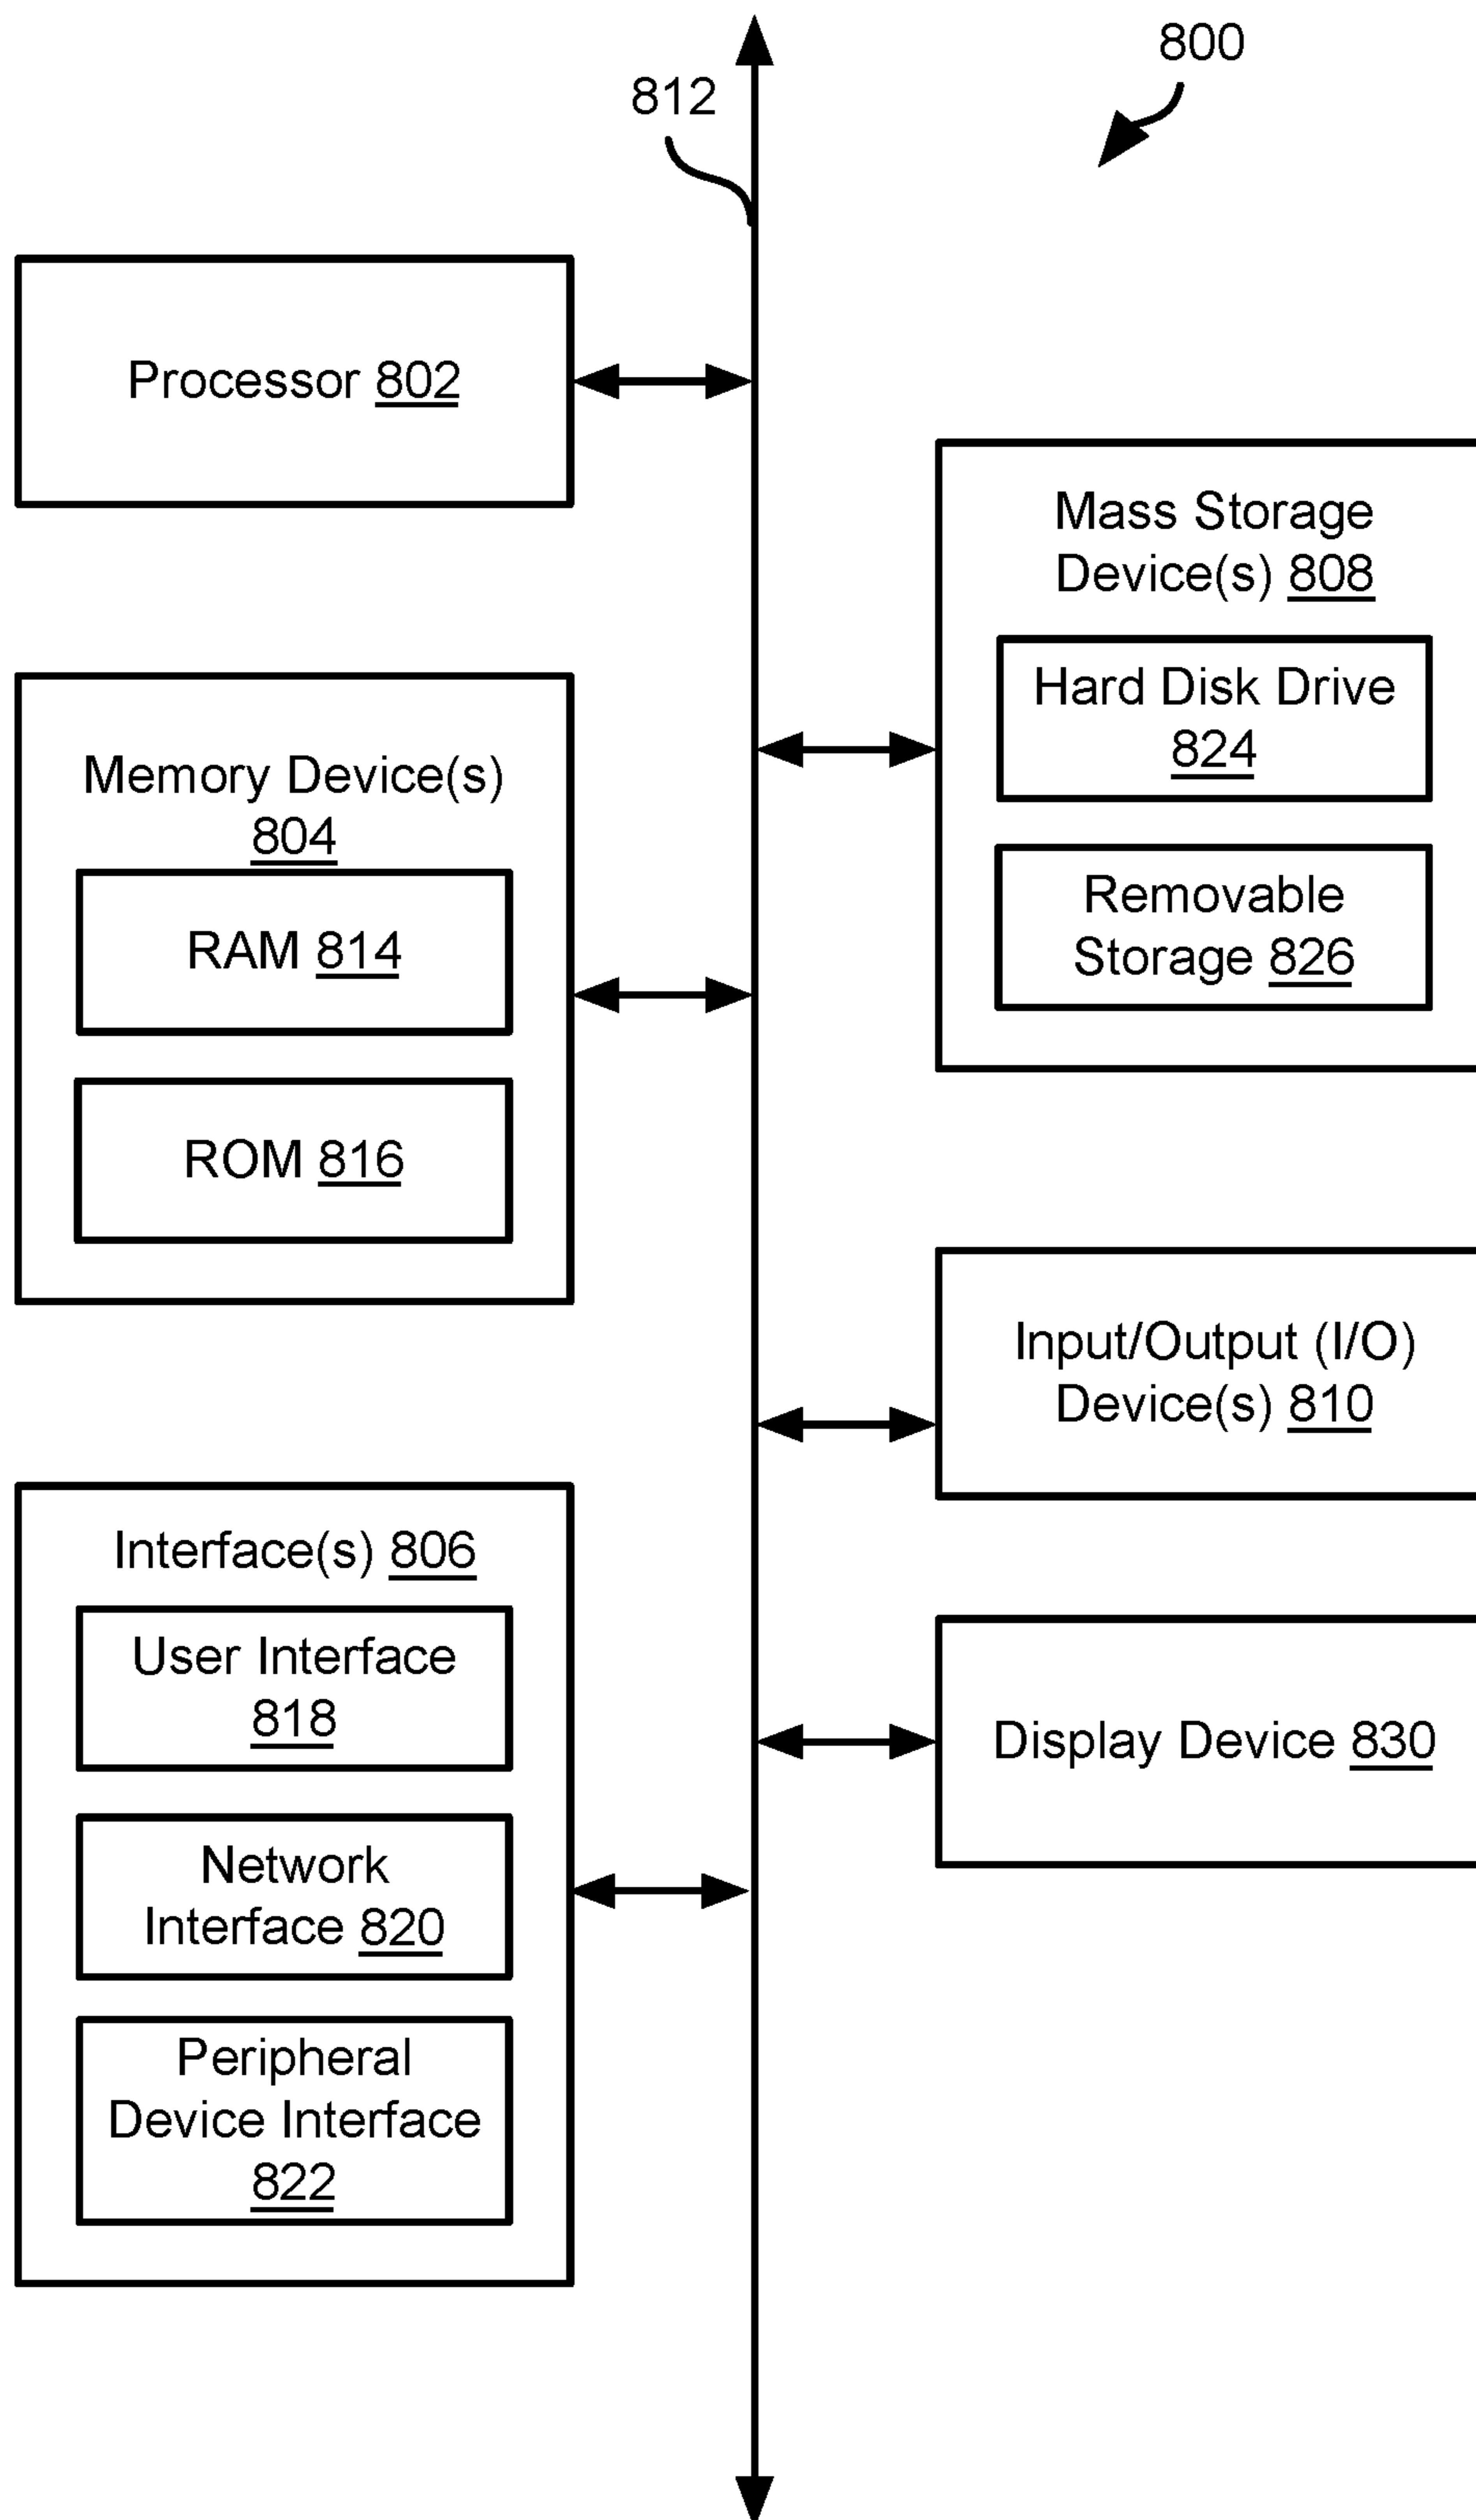 800
812
Processor 802
Mass Storage
Device(s) 808
Hard Disk Drive
824
Removable
Storage 826
Memory Device(s)
804
RAM 814
ROM 816
Input/Output (I/O)
Device(s) 810
Interface(s) 806
User Interface
818
Network
Interface 820
Peripheral
Device Interface
822
Display Device 830